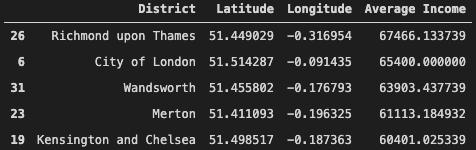 District Latitude Longitude Average Income
26 Richmond upon Thames 51.449029 -0.316954 67466.133739
6 City of London 51.514287 -0.091435 65400.000000
31 Wandsworth 51.455802 -0.176793 63903.437739
23 Merton 51.411093 -0.196325 61113.184932
19 Kensington and Chelsea 51.498517 -0.187363 60401.025339